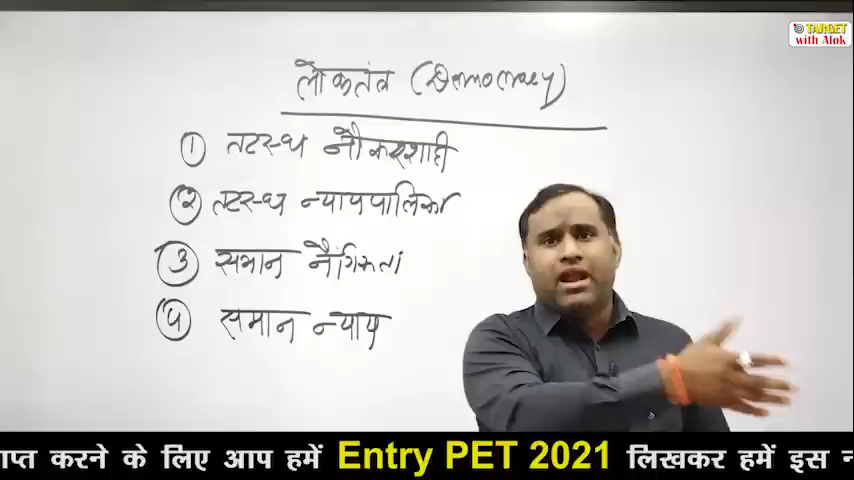 TARGET
with Alok
लोकतंत्र (Democracy)
① तटस्थ नौकरशाही
② तटस्थ न्यायपालिका
③ समान नैगिकता
④ समान न्याय
प्त करने के लिए आप हमें Entry PET 2021 लिखकर हमें इस